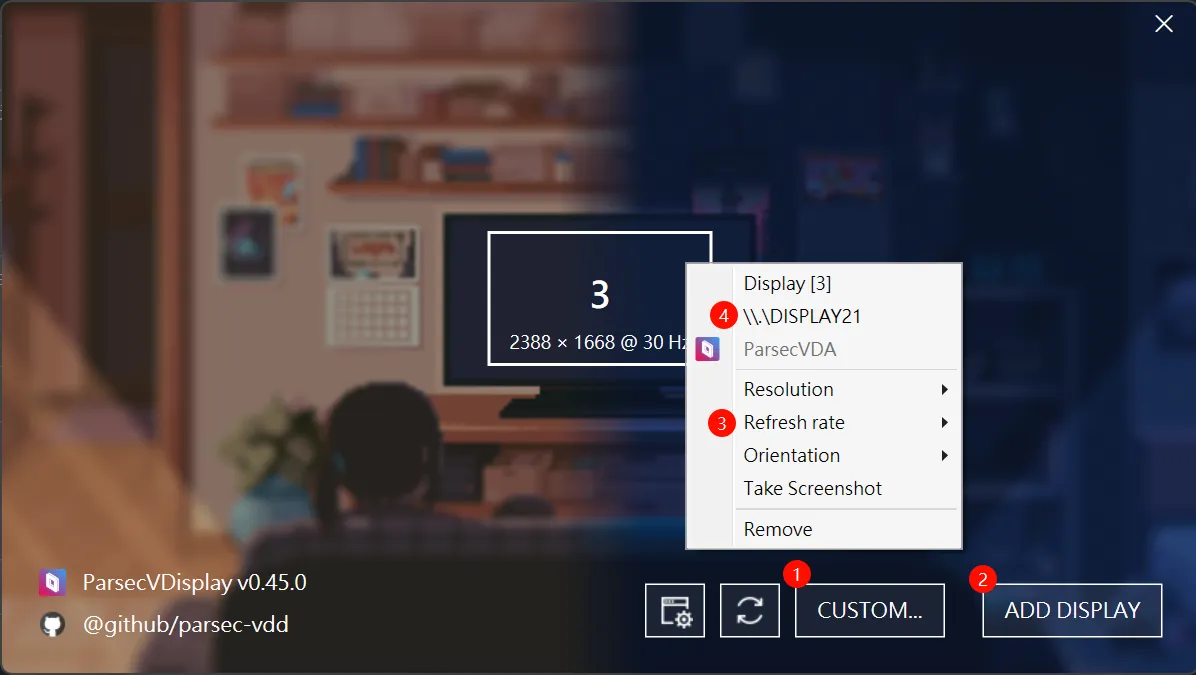 3
2388 × 1668 @ 30 Hz
Display [3]
4
\\.\DISPLAY21
ParsecVDA
Resolution
3
Refresh rate
Orientation
Take Screenshot
Remove
ParsecVDisplay v0.45.0
@github/parsec-vdd
1
CUSTOM...
2
ADD DISPLAY